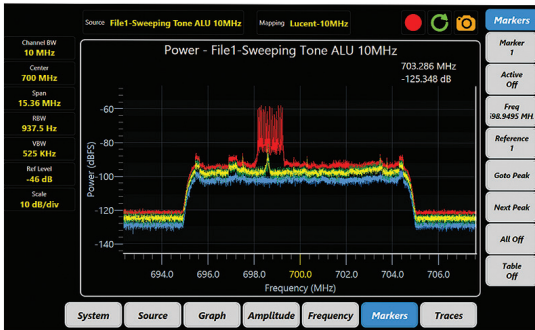 Source File1-Sweeping Tone ALU 10MHz Mapping Lucent-10MHz
Markers
Channel BW
10 MHz
Center
700 MHz
Span
15.36 MHz
RBW
937.5 Hz
VBW
525 KHz
Ref Level
-46 dB
Scale
10 dB/div
Power - File1-Sweeping Tone ALU 10MHz
703.286 MHz
-125.348 dB
Power (dBFS)
-60
-80
-100
-120
-140
694.0 696.0 698.0 700.0 702.0 704.0 706.0
Frequency (MHz)
Marker
1
Active
Off
Freq
98.9495 MH
Reference
1
Goto Peak
Next Peak
All Off
Table
Off
System Source Graph Amplitude Frequency Markers Traces